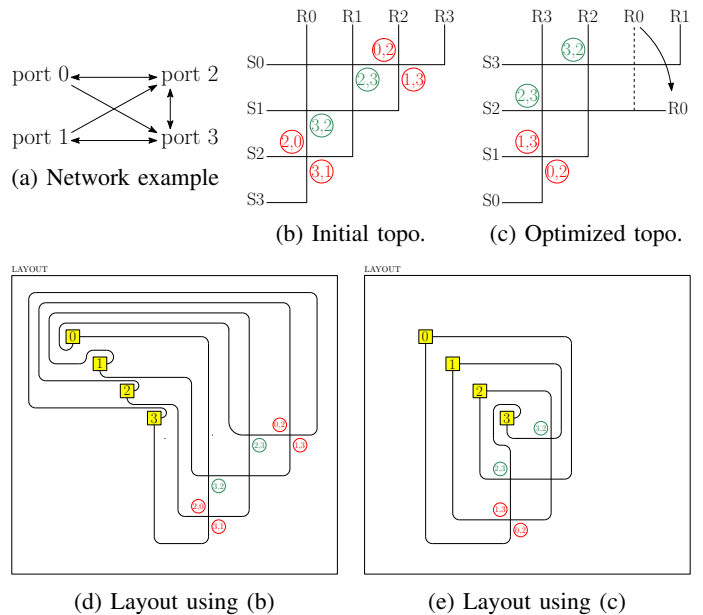 R0 R1 R2 R3
R3 R2 R0 R1
port 0 port 2
port 1 port 3
(a) Network example
S0 0,2
2,3 1,3
S1
3,2
2,0
S2
3,1
S3
(b) Initial topo.
3,2
S3
2,3
S2 R0
1,3
S1
0,2
S0
(c) Optimized topo.
LAYOUT
0
1
2
3
0,2
2,3 1,3
3,2
2,0
3,1
(d) Layout using (b)
LAYOUT
0
1
2
3
3,2
2,3
1,3
0,2
(e) Layout using (c)